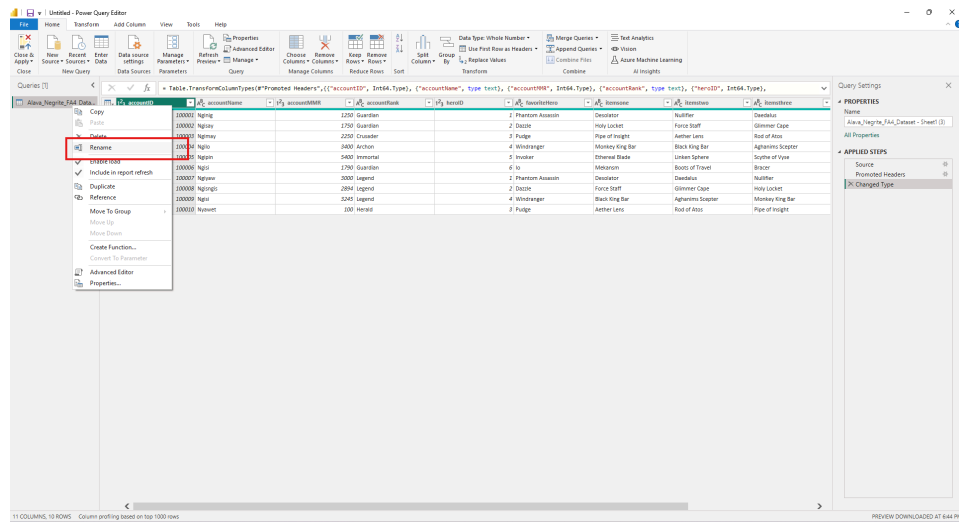 Untitled - Power Query Editor
File Home Transform Add Column View Tools Help
Close & Apply
New Source
Recent Sources
Enter Data
Data source settings
Manage Parameters
Refresh Preview
Properties
Advanced Editor
Manage
Choose Columns
Remove Columns
Keep Rows
Remove Rows
Split Column
Group By
Data Type: Whole Number
Use First Row as Headers
Replace Values
Merge Queries
Append Queries
Combine Files
Text Analytics
Vision
Azure Machine Learning
Close New Query Data Sources Parameters Query Manage Columns Reduce Rows Sort Transform Combine AI Insights
Queries [1]
= Table.TransformColumnTypes(#"Promoted Headers",{{"accountID", Int64.Type}, {"accountName", type text}, {"accountMMR", Int64.Type}, {"accountRank", type text}, {"heroID", Int64.Type},
Alava_Negrite_FA4_Data...
accountID accountName accountMMR accountRank heroID favoriteHero itemsone itemstwo itemsthree
100001 Nginig 1250 Guardian 1 Phantom Assassin Desolator Nullifier Daedalus
100002 Ngisay 1750 Guardian 2 Dazzle Holy Locket Force Staff Glimmer Cape
100003 Ngimay 2250 Crusader 3 Pudge Pipe of Insight Aether Lens Rod of Atos
100004 Ngilo 3400 Archon 4 Windranger Monkey King Bar Black King Bar Aghanims Scepter
100005 Ngipin 5400 Immortal 5 Invoker Ethereal Blade Linken Sphere Scythe of Vyse
100006 Ngisi 1790 Guardian 6 Io Mekansm Boots of Travel Bracer
100007 Ngiyaw 5000 Legend 1 Phantom Assassin Desolator Daedalus Nullifier
100008 Ngisngis 2894 Legend 2 Dazzle Force Staff Glimmer Cape Holy Locket
100009 Ngisi 3245 Legend 4 Windranger Black King Bar Aghanims Scepter Monkey King Bar
100010 Nyawet 100 Herald 3 Pudge Aether Lens Rod of Atos Pipe of Insight
Copy
Paste
Delete
Rename
Enable load
Include in report refresh
Duplicate
Reference
Move To Group
Move Up
Move Down
Create Function...
Convert To Parameter
Advanced Editor
Properties...
Query Settings
PROPERTIES
Name
Alava_Negrite_FA4_Dataset - Sheet1 (3)
All Properties
APPLIED STEPS
Source
Promoted Headers
Changed Type
11 COLUMNS, 10 ROWS Column profiling based on top 1000 rows
PREVIEW DOWNLOADED AT 6:44 PM